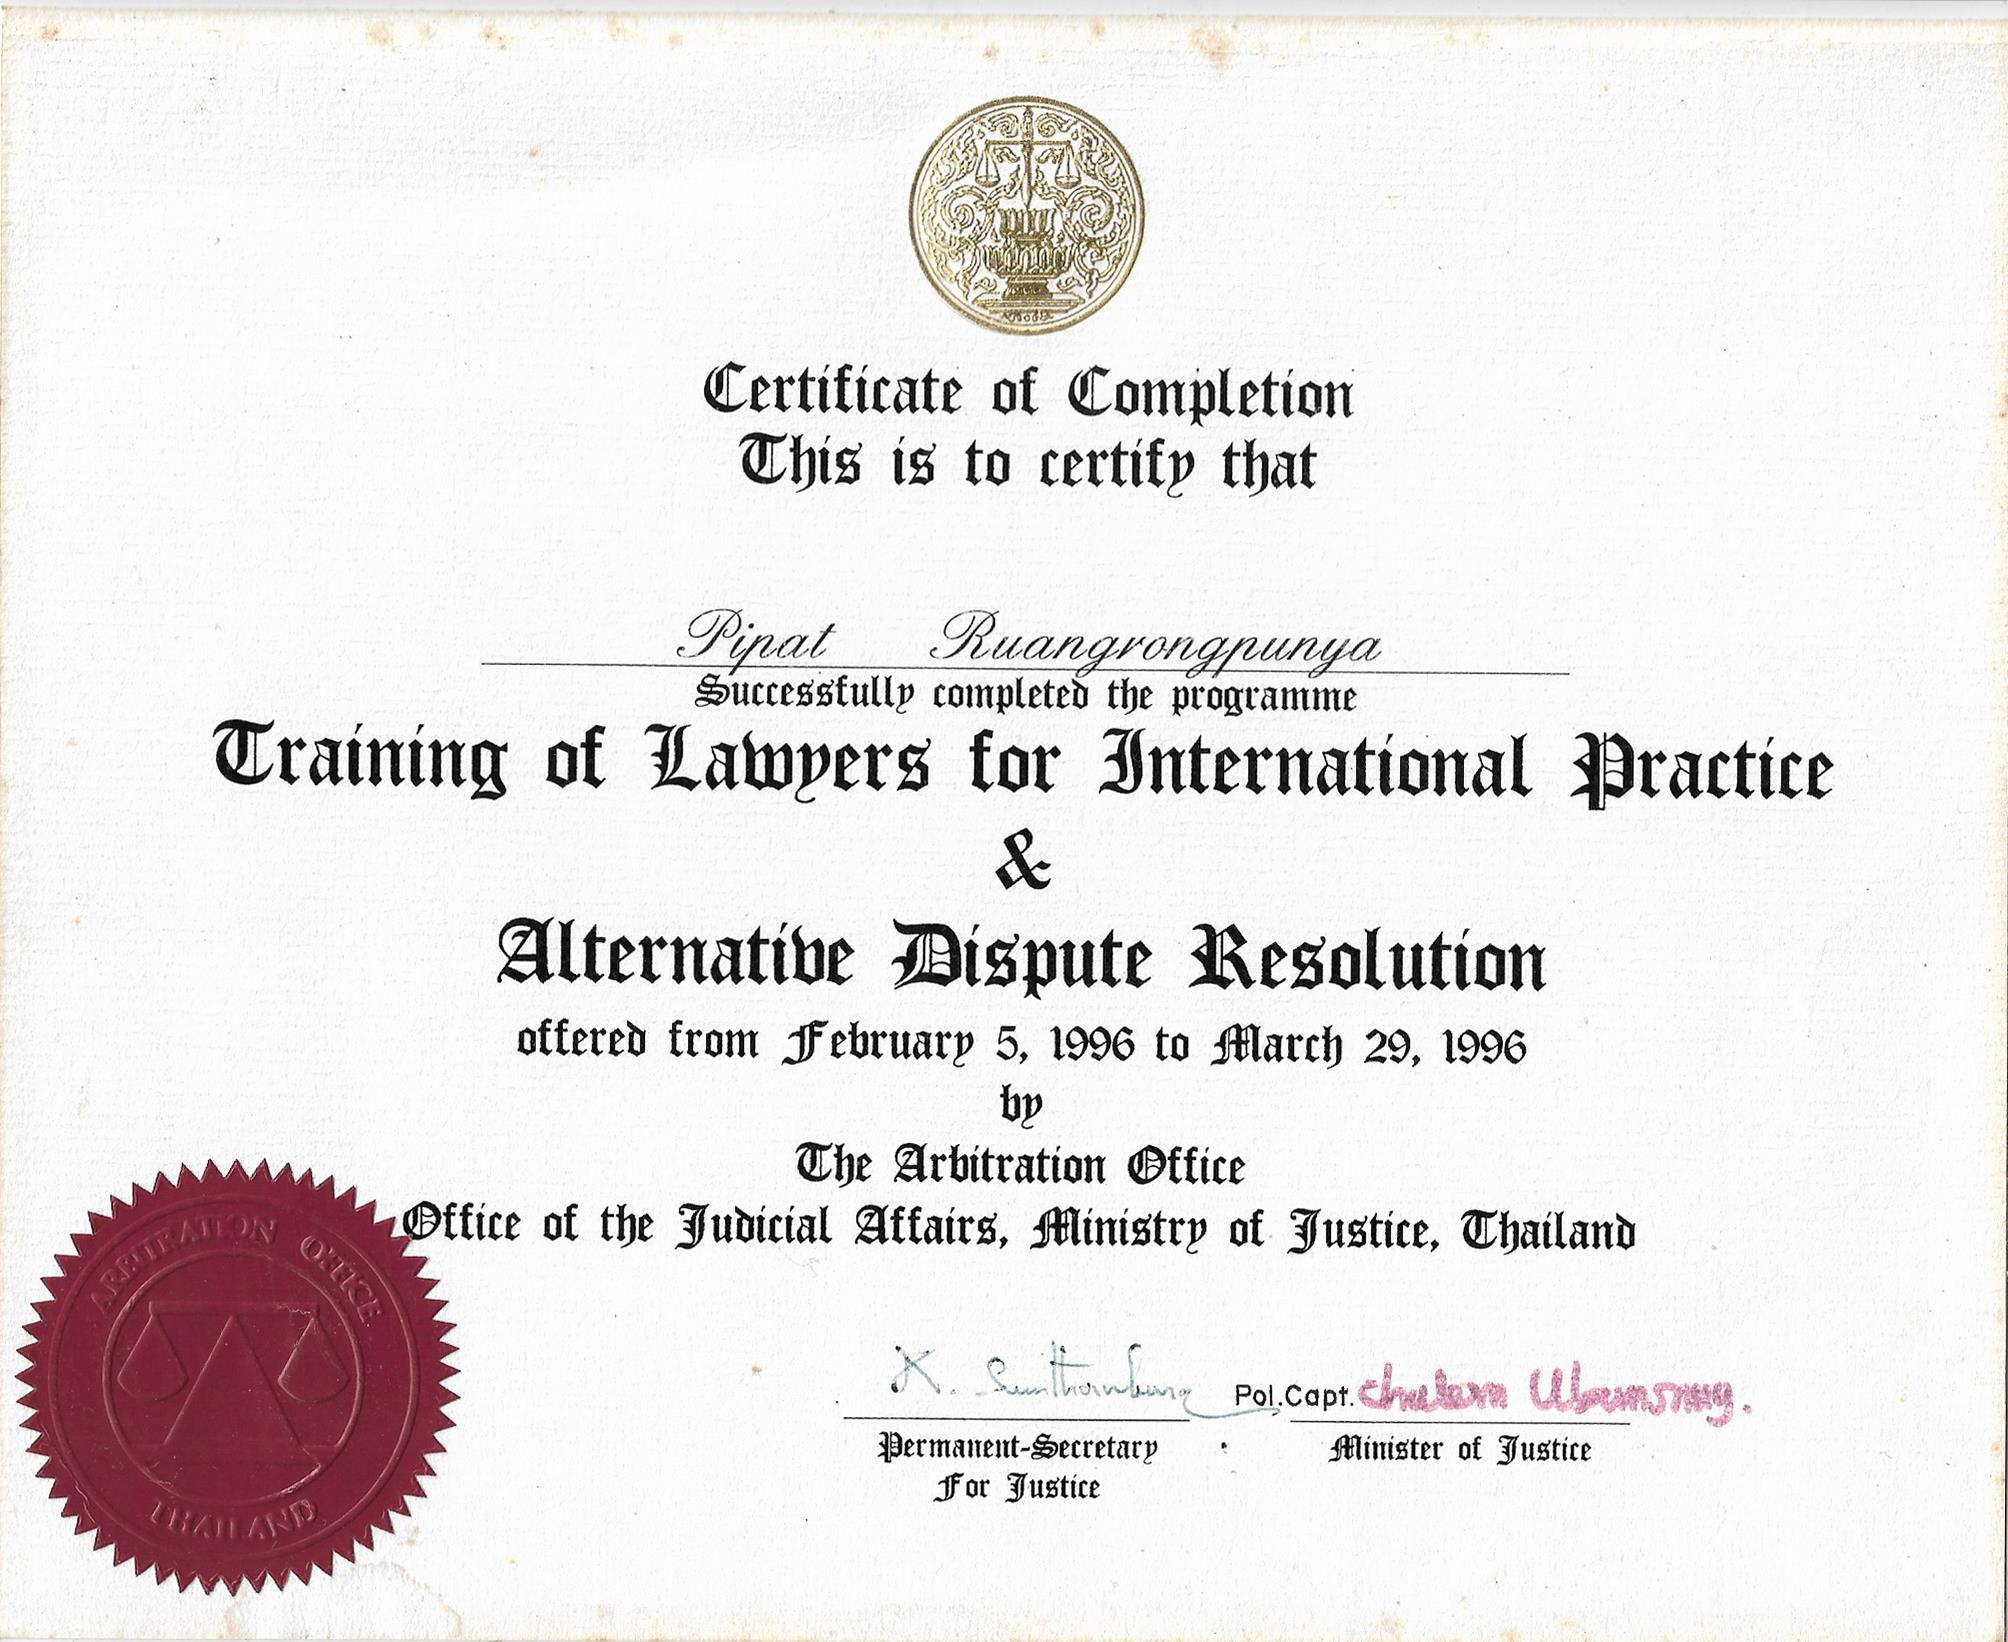 Certificate of Completion
This is to certify that
Pipat Ruangrongpunya
Successfully completed the programme
Training of Lawyers for International Practice
&
Alternative Dispute Resolution
offered from February 5, 1996 to March 29, 1996
by
The Arbitration Office
Office of the Judicial Affairs, Ministry of Justice, Thailand
ARBITRATION OFFICE
THAILAND
K.
Pol.Capt.
Permanent-Secretary
For Justice
Minister of Justice